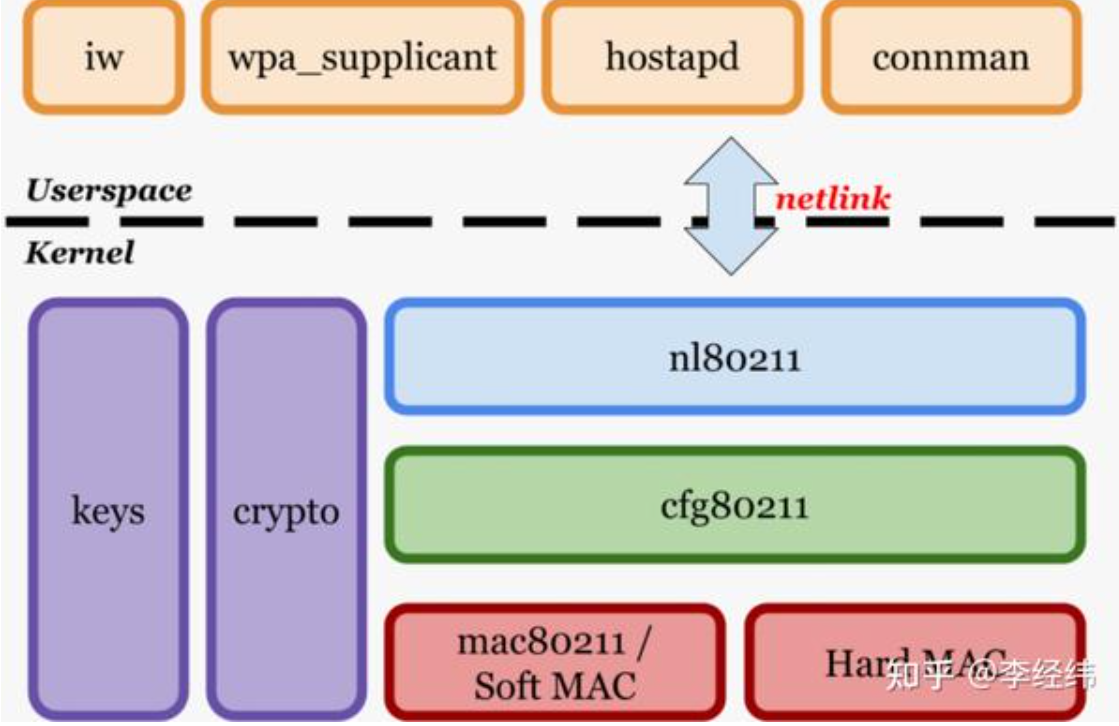 iw
wpa_supplicant
hostapd
connman
Userspace
netlink
Kernel
keys
crypto
nl80211
cfg80211
mac80211 /
Soft MAC
Hard MAC
知乎 @李经纬